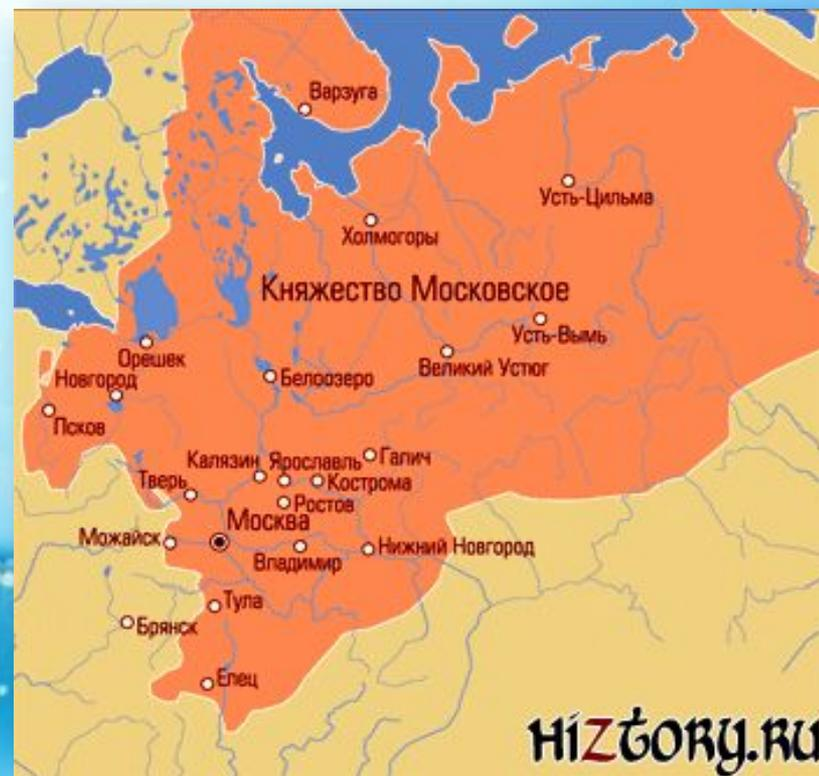 Варзуга
Усть-Цильма
Холмогоры
Княжество Московское
Усть-Вымь
Великий Устюг
Орешек
Новгород
Белоозеро
Псков
Калязин
Ярославль
Галич
Тверь
Кострома
Ростов
Москва
Можайск
Владимир
Нижний Новгород
Тула
Брянск
Елец
HiZtory.RU